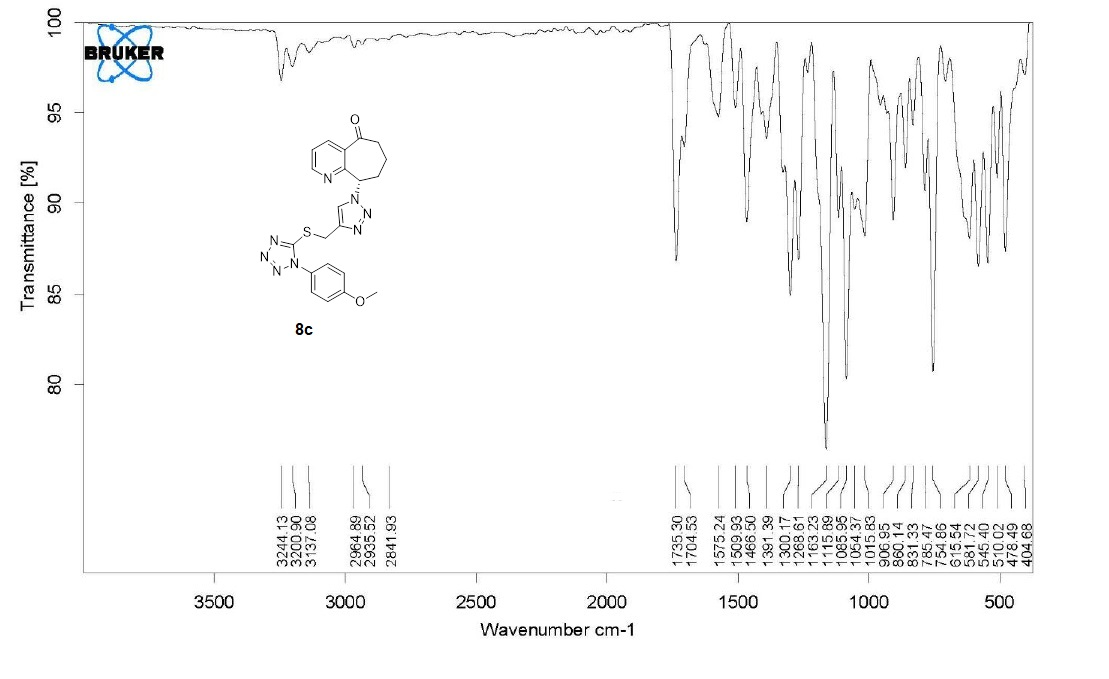 BRUKER
Transmittance [%]
100
95
90
85
80
O
N
N
N
N
S
N
N
N
N
O
8c
3244.13
3200.90
3137.08
2964.89
2935.52
2841.93
1735.30
1704.53
1575.24
1509.93
1466.50
1391.39
1300.17
1268.61
1163.23
1115.89
1085.95
1054.37
1015.83
906.95
860.14
831.33
785.47
754.86
615.54
581.72
545.40
510.02
478.49
404.68
3500
3000
2500
2000
1500
1000
500
Wavenumber cm-1